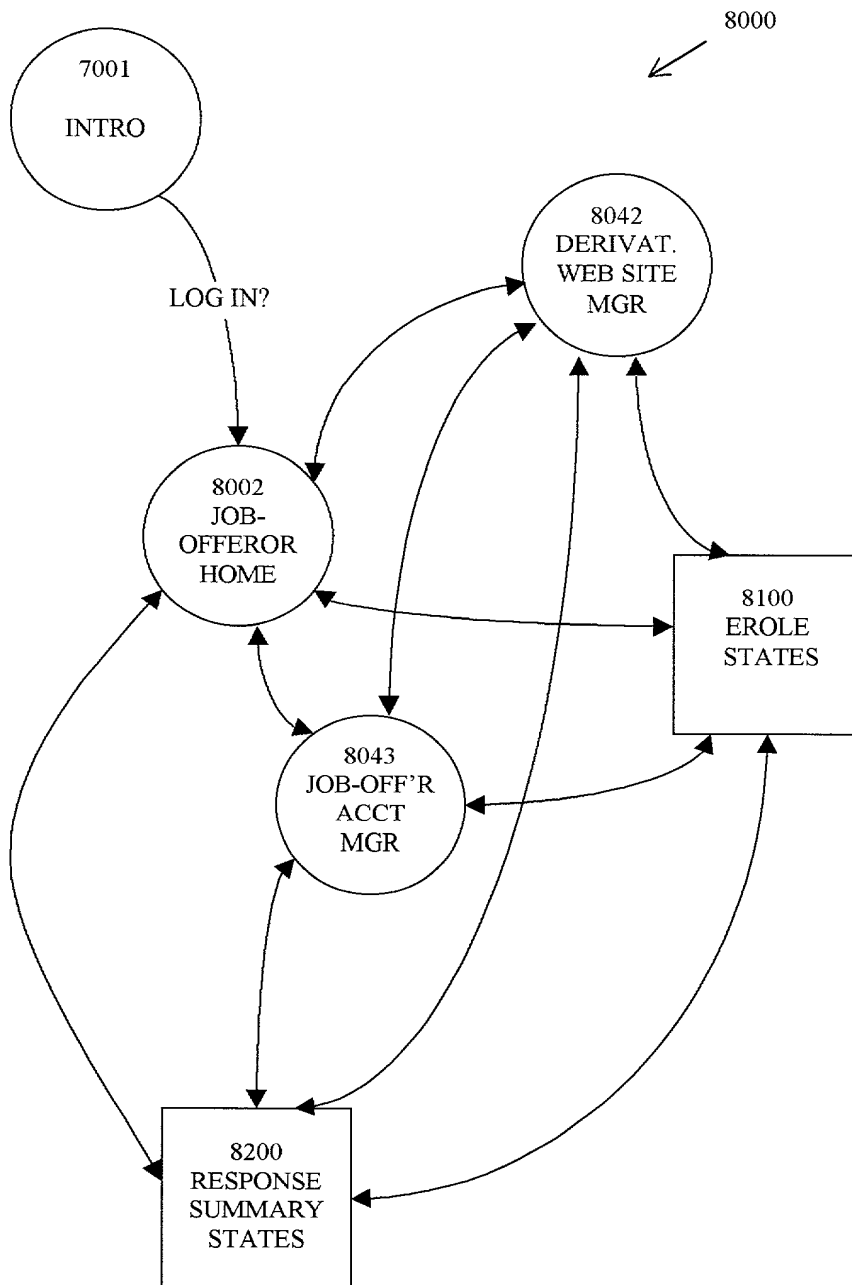 8000
7001
INTRO
8042
DERIVAT.
WEB SITE
MGR
LOG IN?
8002
JOB-
OFFEROR
HOME
8100
EROLE
STATES
8043
JOB-OFF'R
ACCT
MGR
8200
RESPONSE
SUMMARY
STATES